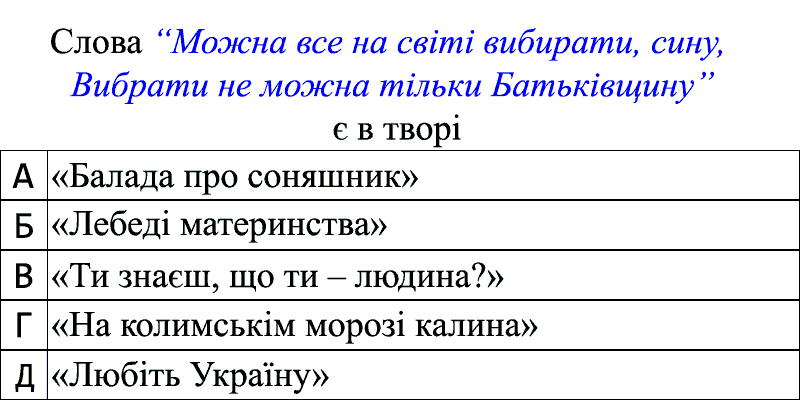 Слова “Можна все на світі вибирати, сину,
Вибрати не можна тільки Батьківщину”
є в творі
А «Балада про соняшник»
Б «Лебеді материнства»
В «Ти знаєш, що ти – людина?»
Г «На колимськім морозі калина»
Д «Любіть Україну»